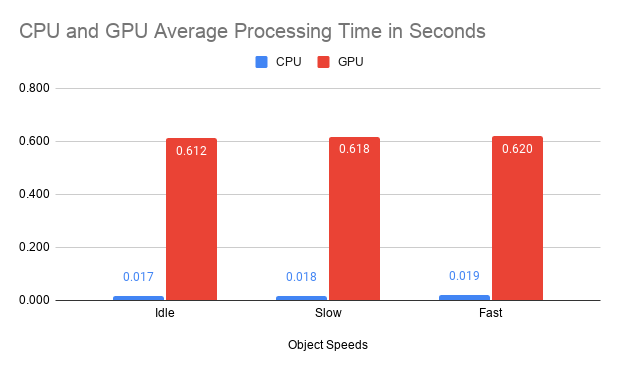 CPU and GPU Average Processing Time in Seconds
CPU GPU
0.800
0.600
0.400
0.200
0.000
0.017
0.612
0.018
0.618
0.019
0.620
Idle Slow Fast
Object Speeds